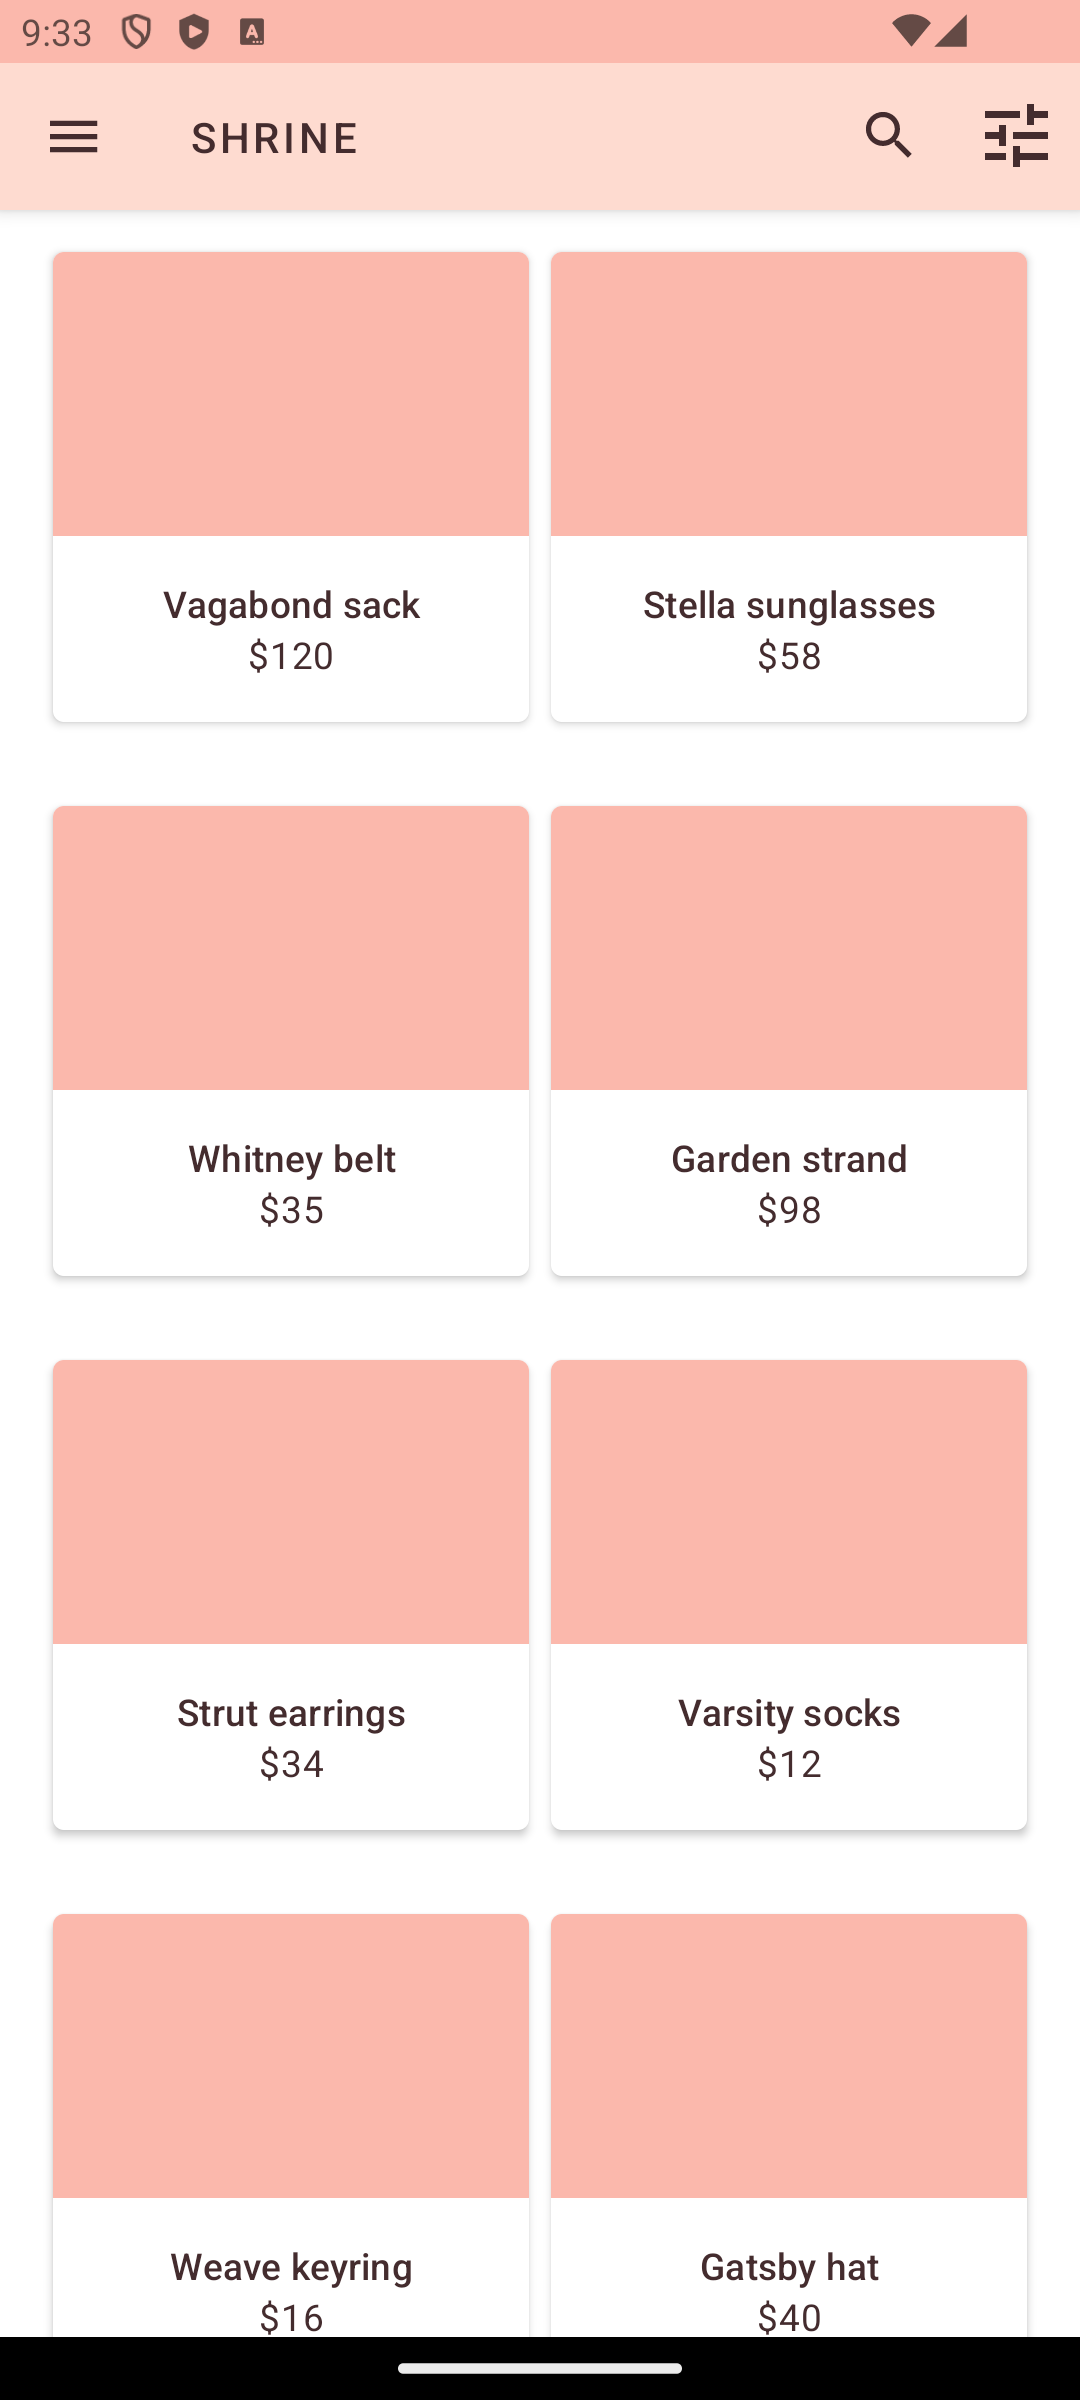 9:33
SHRINE
Vagabond sack
$120
Stella sunglasses
$58
Whitney belt
$35
Garden strand
$98
Strut earrings
$34
Varsity socks
$12
Weave keyring
$16
Gatsby hat
$40